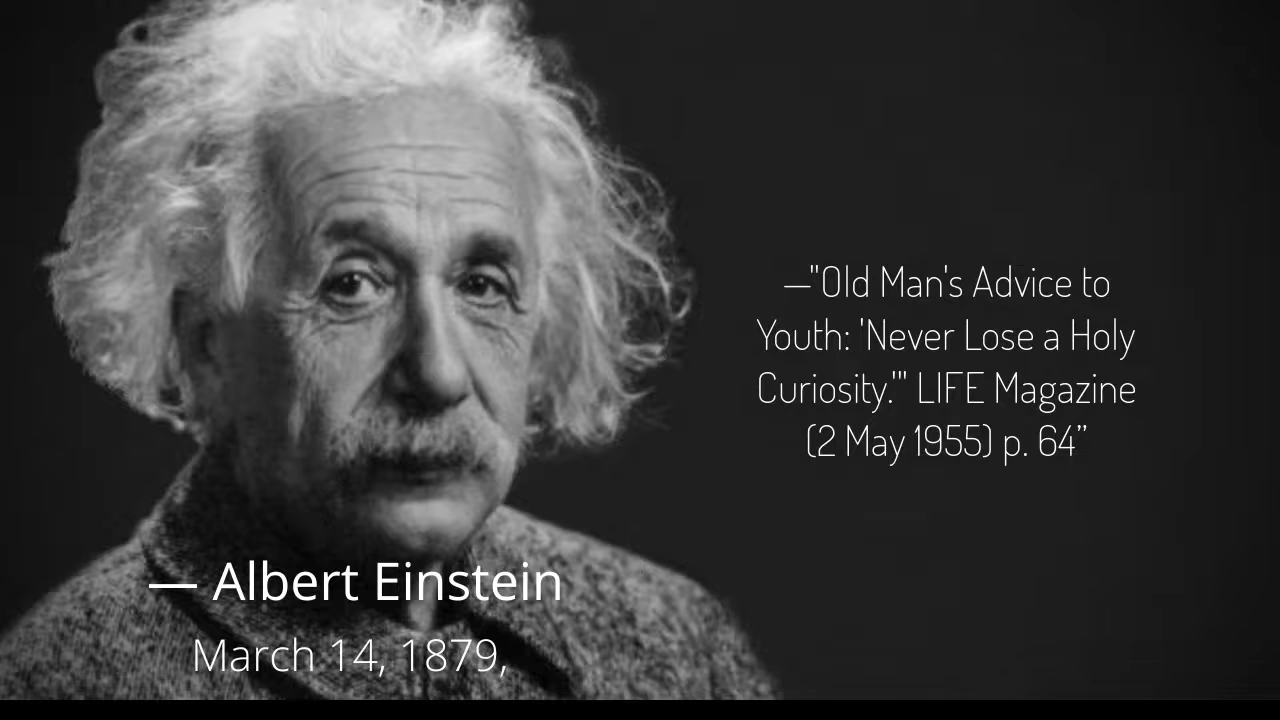 —"Old Man's Advice to
Youth: 'Never Lose a Holy
Curiosity.'" LIFE Magazine
(2 May 1955) p. 64”
— Albert Einstein
March 14, 1879,